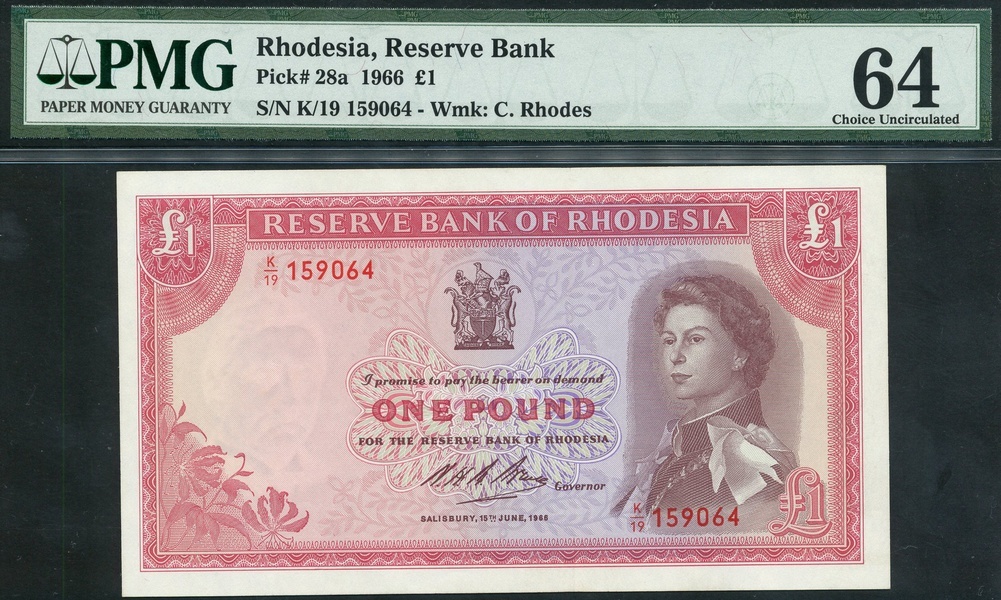 PMG
PAPER MONEY GUARANTY
Rhodesia, Reserve Bank
Pick# 28a 1966 £1
S/N K/19 159064 - Wmk: C. Rhodes
64
Choice Uncirculated
£1
RESERVE BANK OF RHODESIA
£1
K/19 159064
I promise to pay the bearer on demand
ONE POUND
FOR THE RESERVE BANK OF RHODESIA
Governor
SALISBURY, 15TH JUNE, 1966
K/19 159064
£1